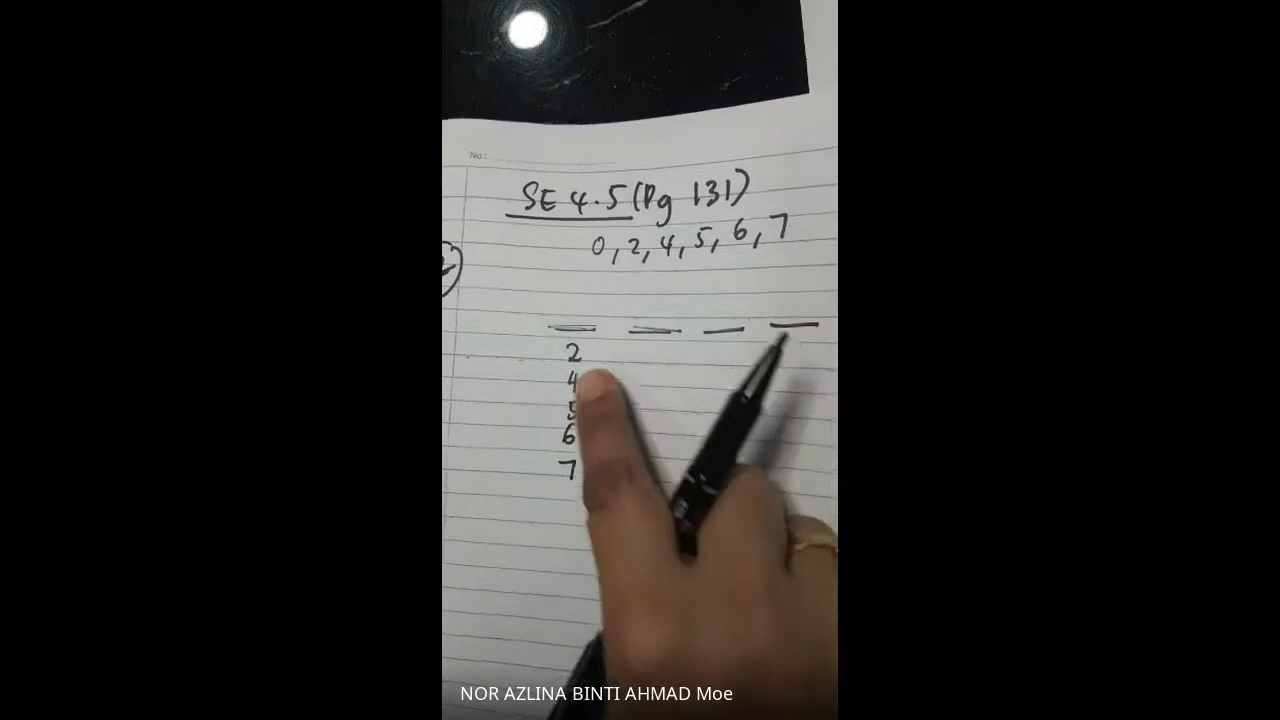 No.:
SE 4.5 (Pg 131)
0, 2, 4, 5, 6, 7
2
4
5
6
7
NOR AZLINA BINTI AHMAD Moe